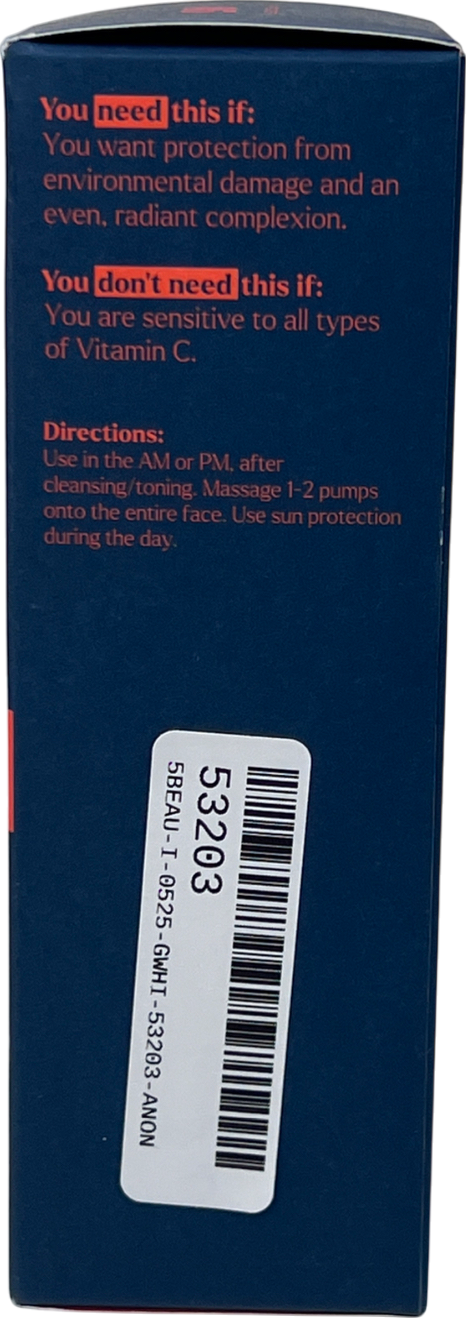 You need this if:
You want protection from
environmental damage and an
even, radiant complexion.
You don't need this if:
You are sensitive to all types
of Vitamin C.
Directions:
Use in the AM or PM, after
cleansing/toning. Massage 1-2 pumps
onto the entire face. Use sun protection
during the day.
53203
5BEAU-I-0525-GWHI-53203-ANON